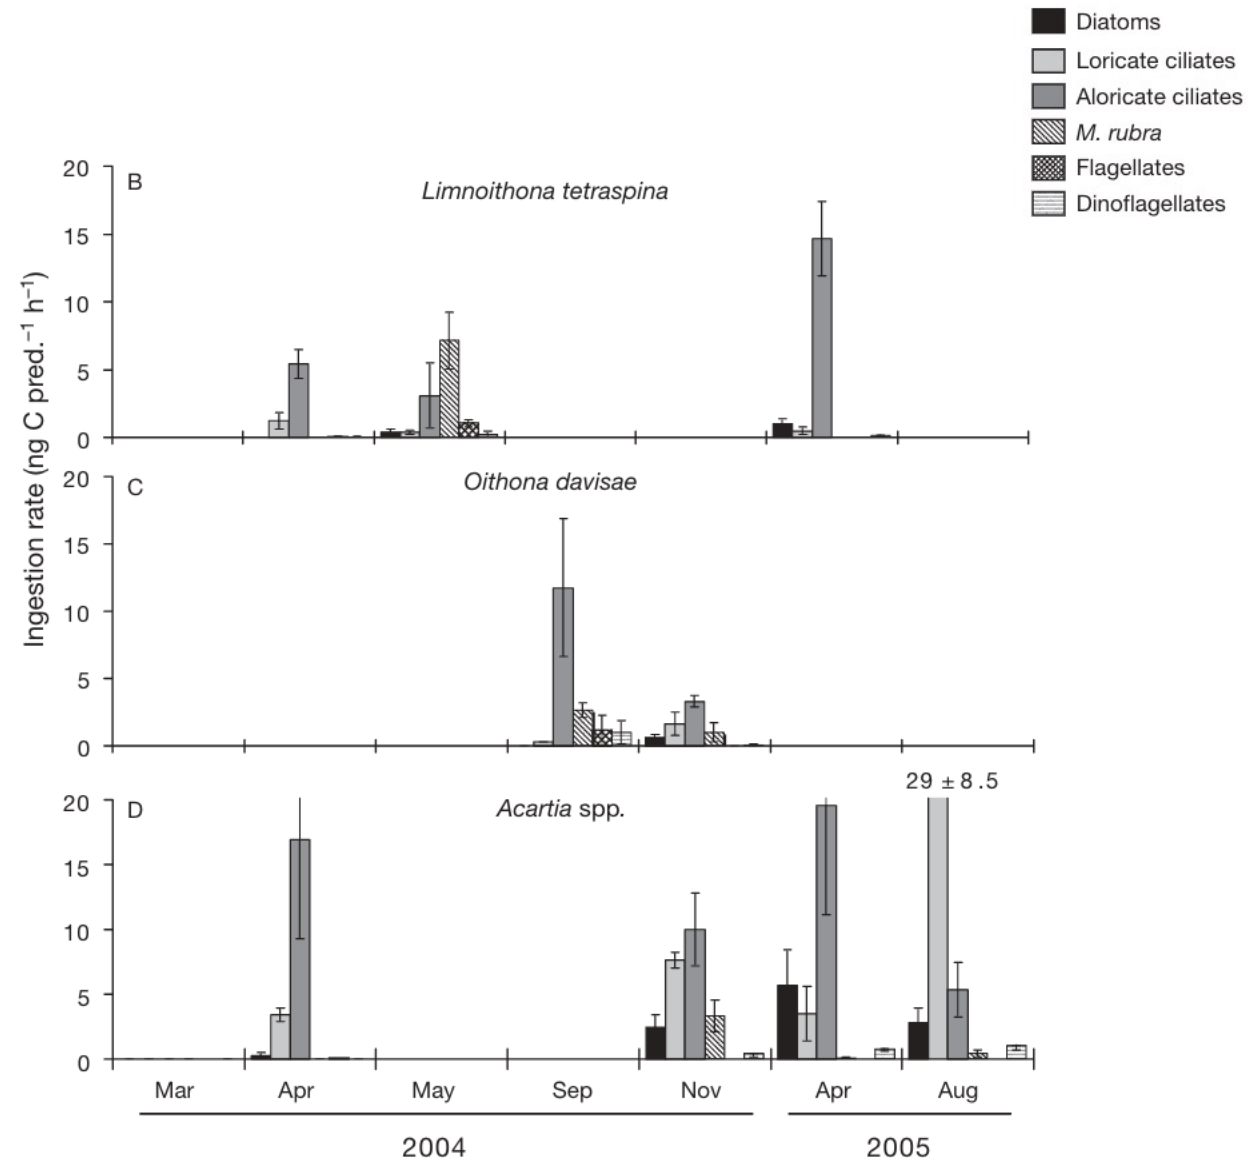 Diatoms
Loricate ciliates
Aloricate ciliates
M. rubra
Flagellates
Dinoflagellates
Ingestion rate (ng C pred.⁻¹ h⁻¹)
B
Limnoithona tetraspina
20
15
10
5
0
C
Oithona davisae
20
15
10
5
0
29 ± 8.5
D
Acartia spp.
20
15
10
5
0
Mar Apr May Sep Nov Apr Aug
2004 2005